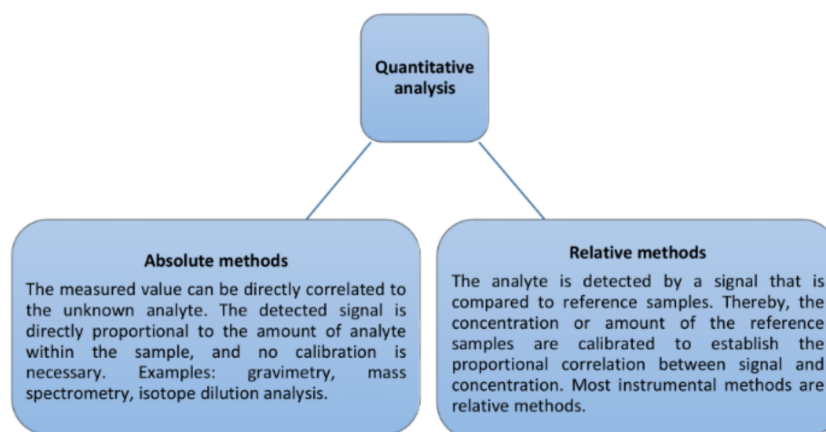 Quantitative
analysis
Absolute methods
The measured value can be directly correlated to
the unknown analyte. The detected signal is
directly proportional to the amount of analyte
within the sample, and no calibration is
necessary. Examples: gravimetry, mass
spectrometry, isotope dilution analysis.
Relative methods
The analyte is detected by a signal that is
compared to reference samples. Thereby, the
concentration or amount of the reference
samples are calibrated to establish the
proportional correlation between signal and
concentration. Most instrumental methods are
relative methods.